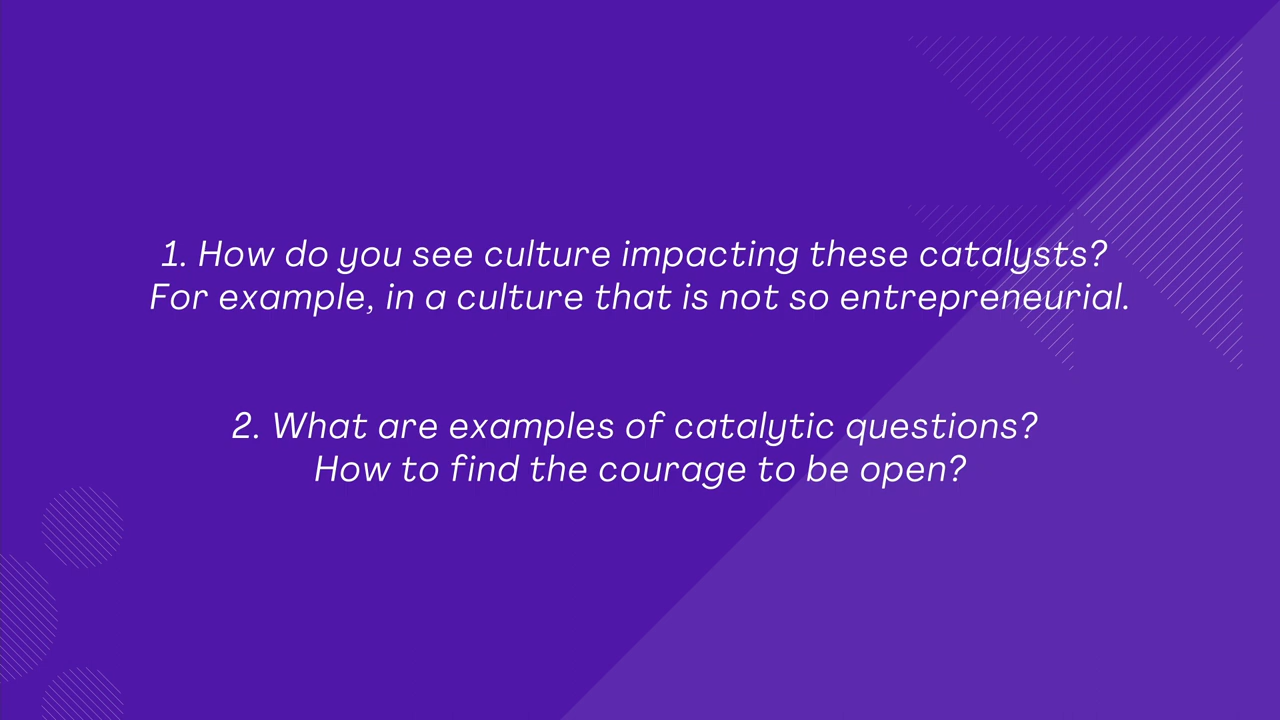 1. How do you see culture impacting these catalysts?
For example, in a culture that is not so entrepreneurial.
2. What are examples of catalytic questions?
How to find the courage to be open?